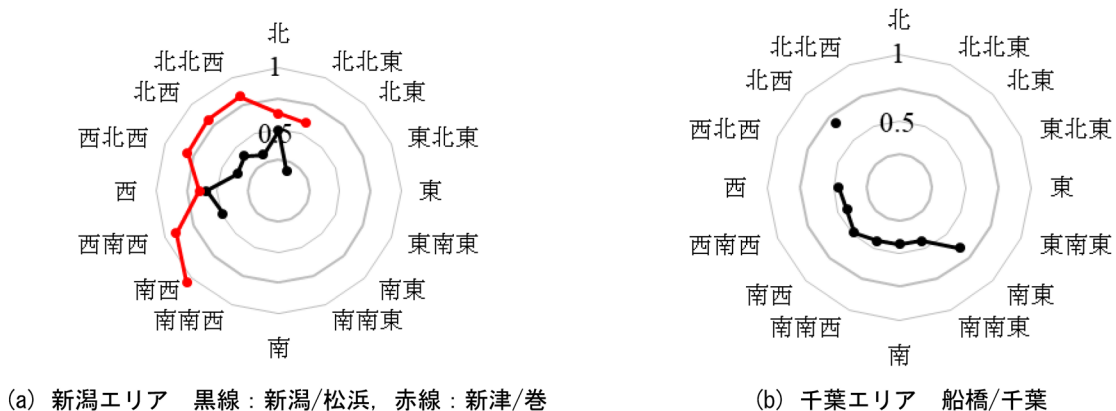 北
北北西
北北東
北西
北東
西北西
東北東
西
東
西南西
東南東
南西
南東
南南西
南南東
南
1
0.5
(a) 新潟エリア 黒線：新潟/松浜，赤線：新津/巻
北
北北西
北北東
北西
北東
西北西
東北東
西
東
西南西
東南東
南西
南東
南南西
南南東
南
1
0.5
(b) 千葉エリア 船橋/千葉